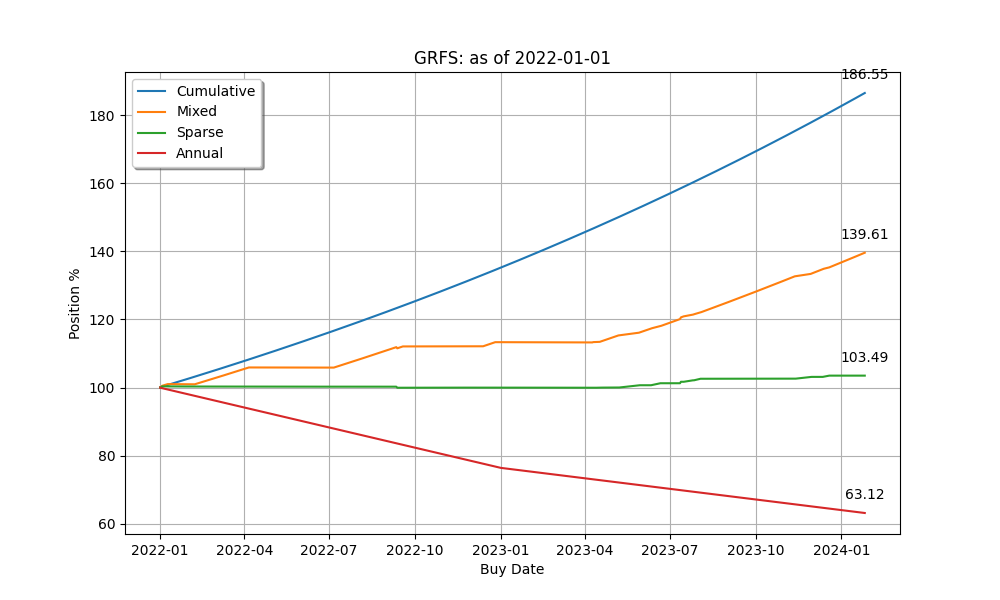 GRFS: as of 2022-01-01
Cumulative
Mixed
Sparse
Annual
186.55
139.61
103.49
63.12
180
160
140
120
100
80
60
Position %
2022-01 2022-04 2022-07 2022-10 2023-01 2023-04 2023-07 2023-10 2024-01
Buy Date